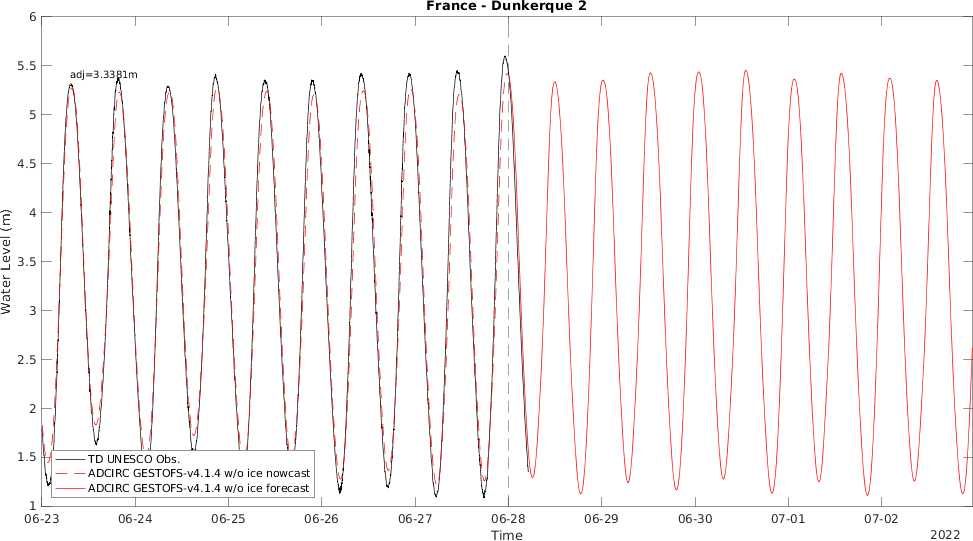 France - Dunkerque 2
6
5.5
5
4.5
4
3.5
3
2.5
2
1.5
1
Water Level (m)
adj=3.3381m
TD UNESCO Obs.
ADCIRC GESTOFS-v4.1.4 w/o ice nowcast
ADCIRC GESTOFS-v4.1.4 w/o ice forecast
06-23 06-24 06-25 06-26 06-27 06-28 06-29 06-30 07-01 07-02
Time
2022